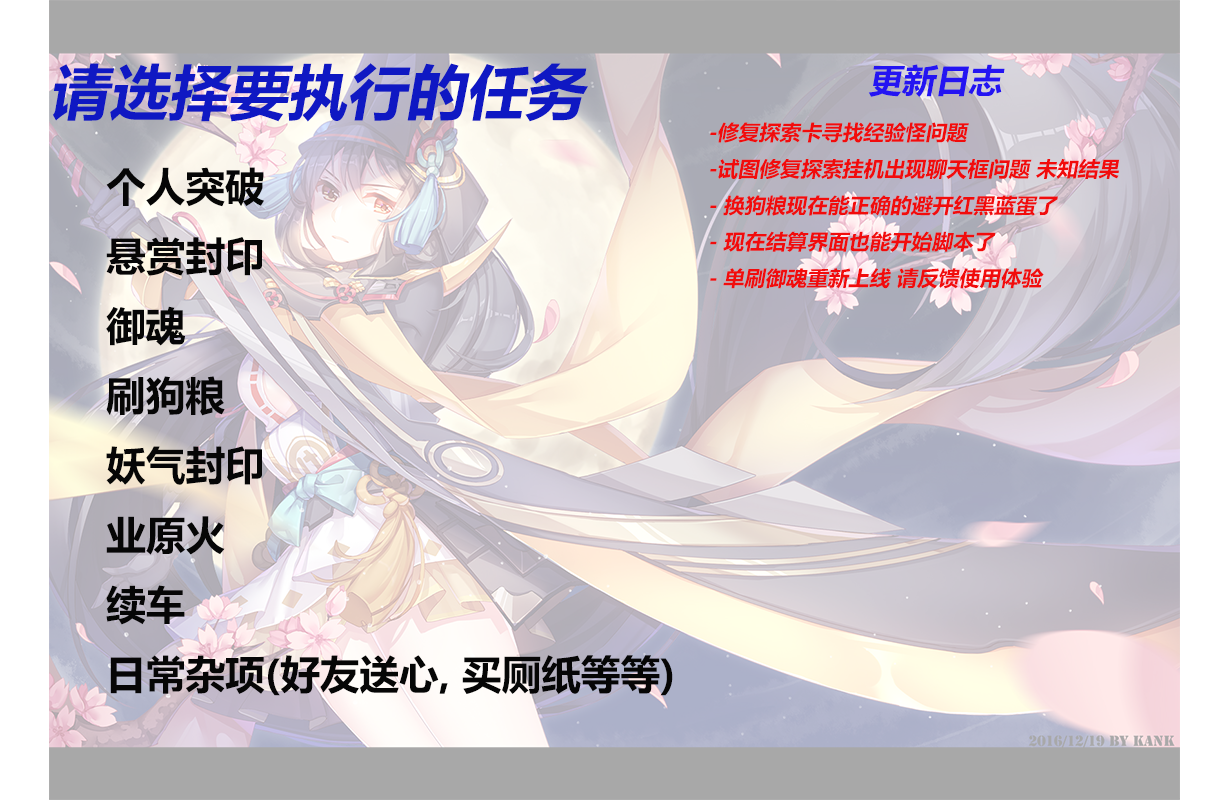 请选择要执行的任务
个人突破
悬赏封印
御魂
刷狗粮
妖气封印
业原火
续车
日常杂项(好友送心, 买厕纸等等)
更新日志
-修复探索卡寻找经验怪问题
-试图修复探索挂机出现聊天框问题 未知结果
- 换狗粮现在能正确的避开红黑蓝蛋了
- 现在结算界面也能开始脚本了
- 单刷御魂重新上线 请反馈使用体验
2016/12/19 BY KANK